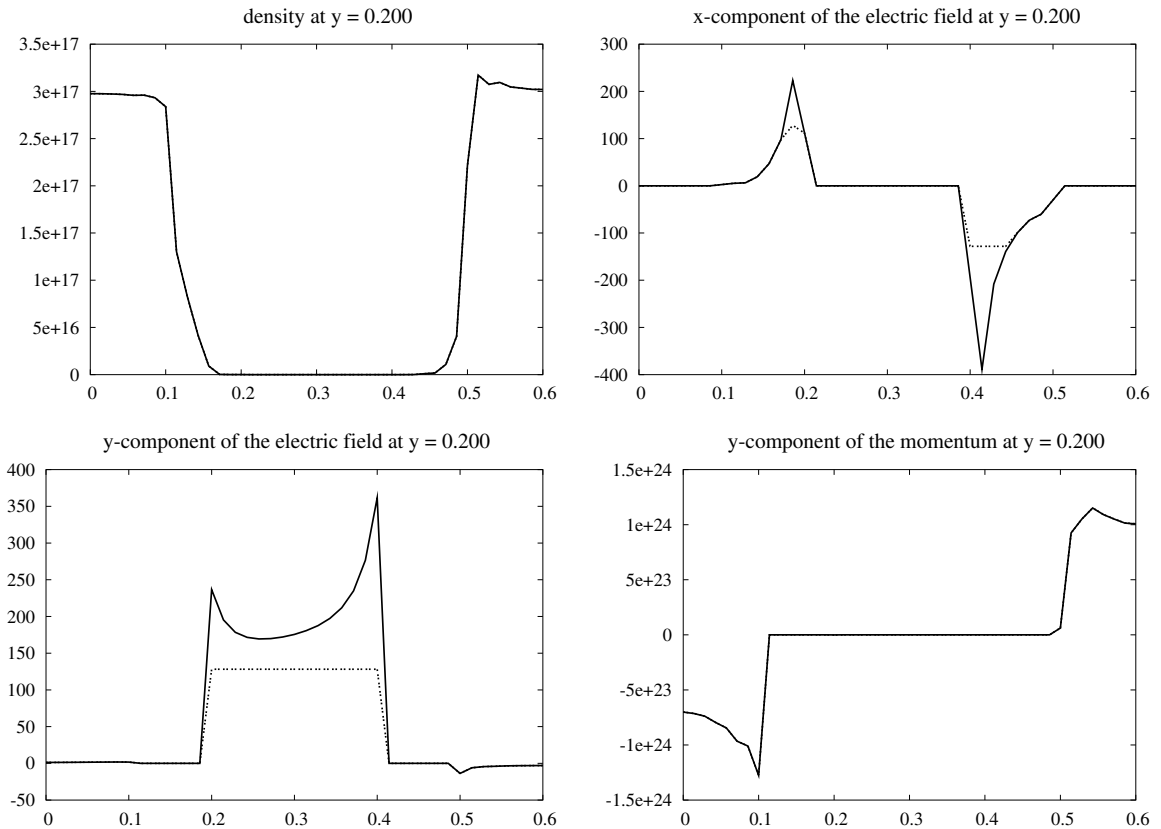 density at y = 0.200
3.5e+17
3e+17
2.5e+17
2e+17
1.5e+17
1e+17
5e+16
0
0 0.1 0.2 0.3 0.4 0.5 0.6
x-component of the electric field at y = 0.200
300
200
100
0
-100
-200
-300
-400
0 0.1 0.2 0.3 0.4 0.5 0.6
y-component of the electric field at y = 0.200
400
350
300
250
200
150
100
50
0
-50
0 0.1 0.2 0.3 0.4 0.5 0.6
y-component of the momentum at y = 0.200
1.5e+24
1e+24
5e+23
0
-5e+23
-1e+24
-1.5e+24
0 0.1 0.2 0.3 0.4 0.5 0.6